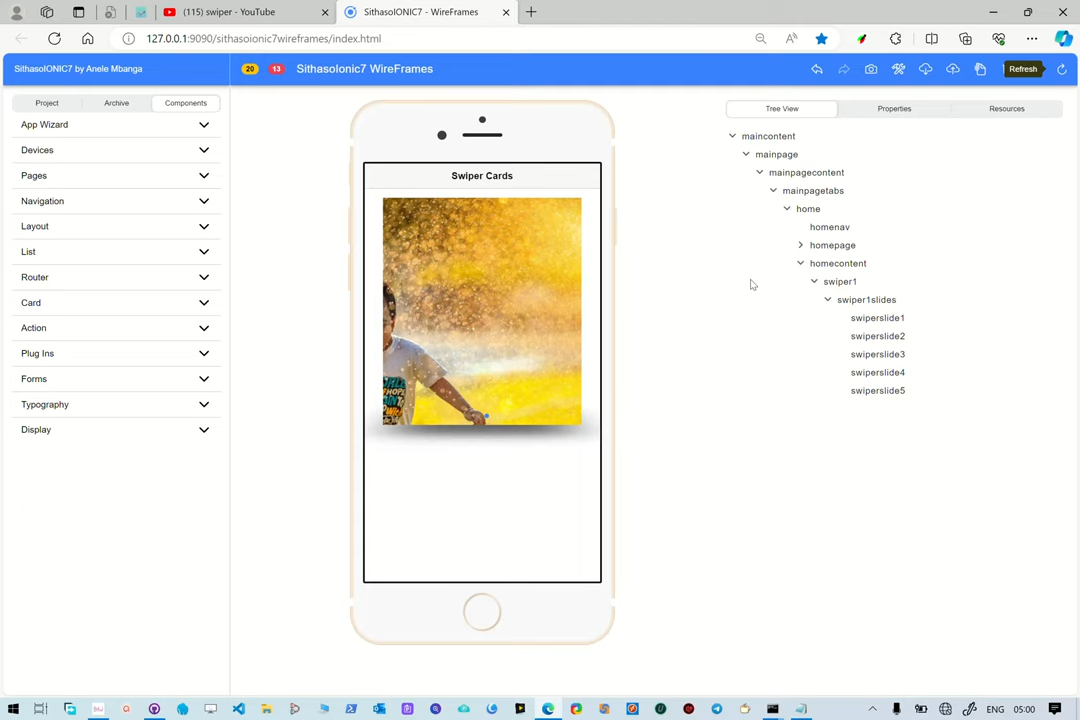 (115) swiper - YouTube
SithasoIONIC7 - WireFrames
127.0.0.1:9090/sithasoionic7wireframes/index.html
SithasoIONIC7 by Anele Mbanga
20
13
SithasoIonic7 WireFrames
Refresh
Project
Archive
Components
App Wizard
Devices
Pages
Navigation
Layout
List
Router
Card
Action
Plug Ins
Forms
Typography
Display
Swiper Cards
Tree View
Properties
Resources
maincontent
mainpage
mainpagecontent
mainpagetabs
home
homenav
homepage
homecontent
swiper1
swiper1slides
swiperslide1
swiperslide2
swiperslide3
swiperslide4
swiperslide5
ENG
05:00